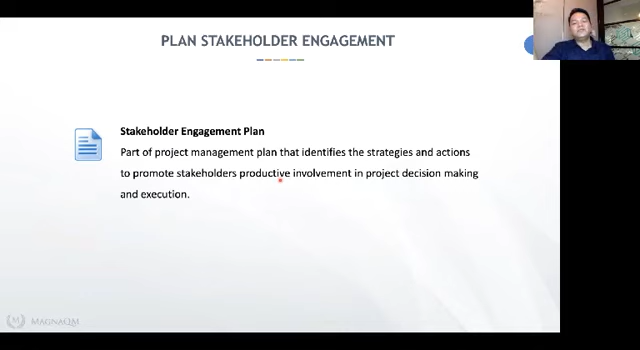 PLAN STAKEHOLDER ENGAGEMENT
Stakeholder Engagement Plan
Part of project management plan that identifies the strategies and actions
to promote stakeholders productive involvement in project decision making
and execution.
MAGNAQM